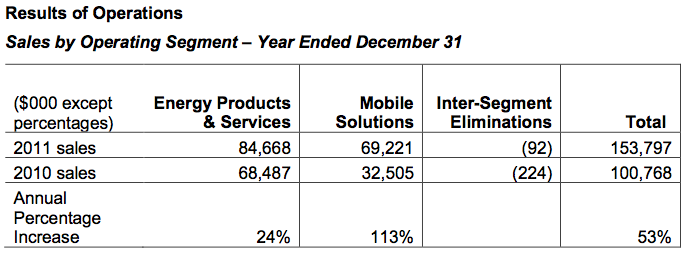 Results of Operations
Sales by Operating Segment – Year Ended December 31
($000 except percentages) Energy Products & Services Mobile Solutions Inter-Segment Eliminations Total
2011 sales 84,668 69,221 (92) 153,797
2010 sales 68,487 32,505 (224) 100,768
Annual Percentage Increase 24% 113% 53%